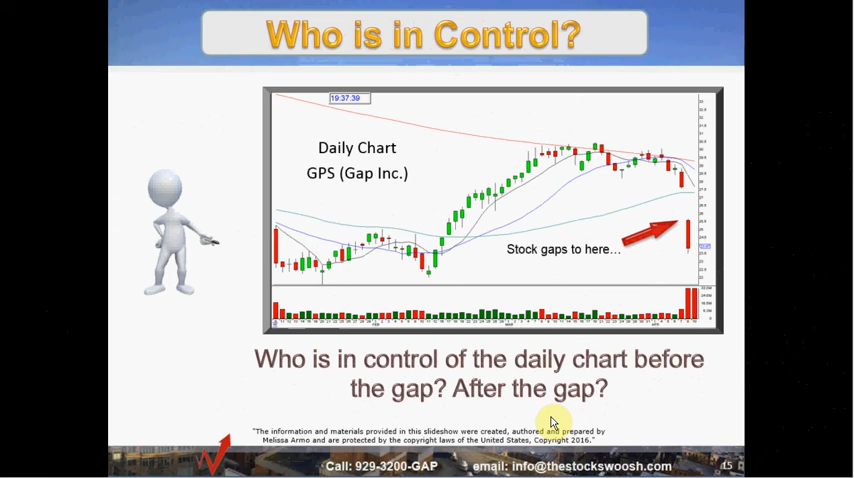 Who is in Control?
19:37:39
Daily Chart
GPS (Gap Inc.)
Stock gaps to here...
Who is in control of the daily chart before
the gap? After the gap?
"The information and materials provided in this slideshow were created, authored and prepared by
Melissa Armo and are protected by the copyright laws of the United States, Copyright 2016."
Call: 929-3200-GAP email: info@thestockswoosh.com 15